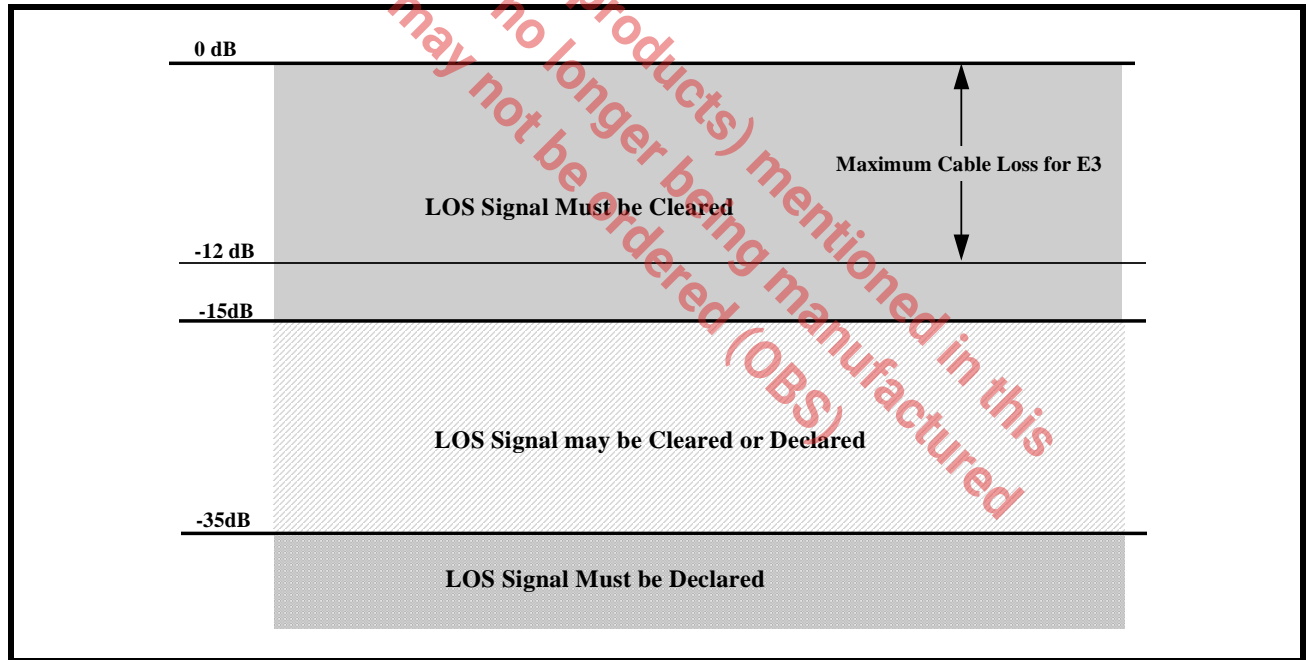 products) mentioned in this
no longer being manufactured
may not be ordered (OBS)
0 dB
Maximum Cable Loss for E3
LOS Signal Must be Cleared
-12 dB
-15dB
LOS Signal may be Cleared or Declared
-35dB
LOS Signal Must be Declared